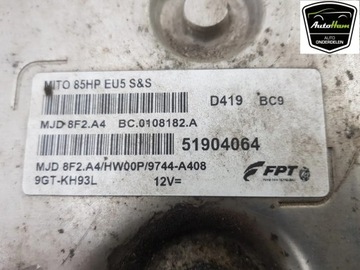 AutoHam
AUTO ONDERDELEN
MITO 85HP EU5 S&S
D419 BC9
MJD 8F2.A4 BC.0108182.A
51904064
MJD 8F2.A4/HW00P/9744-A408
9GT-KH93L 12V=
FPT